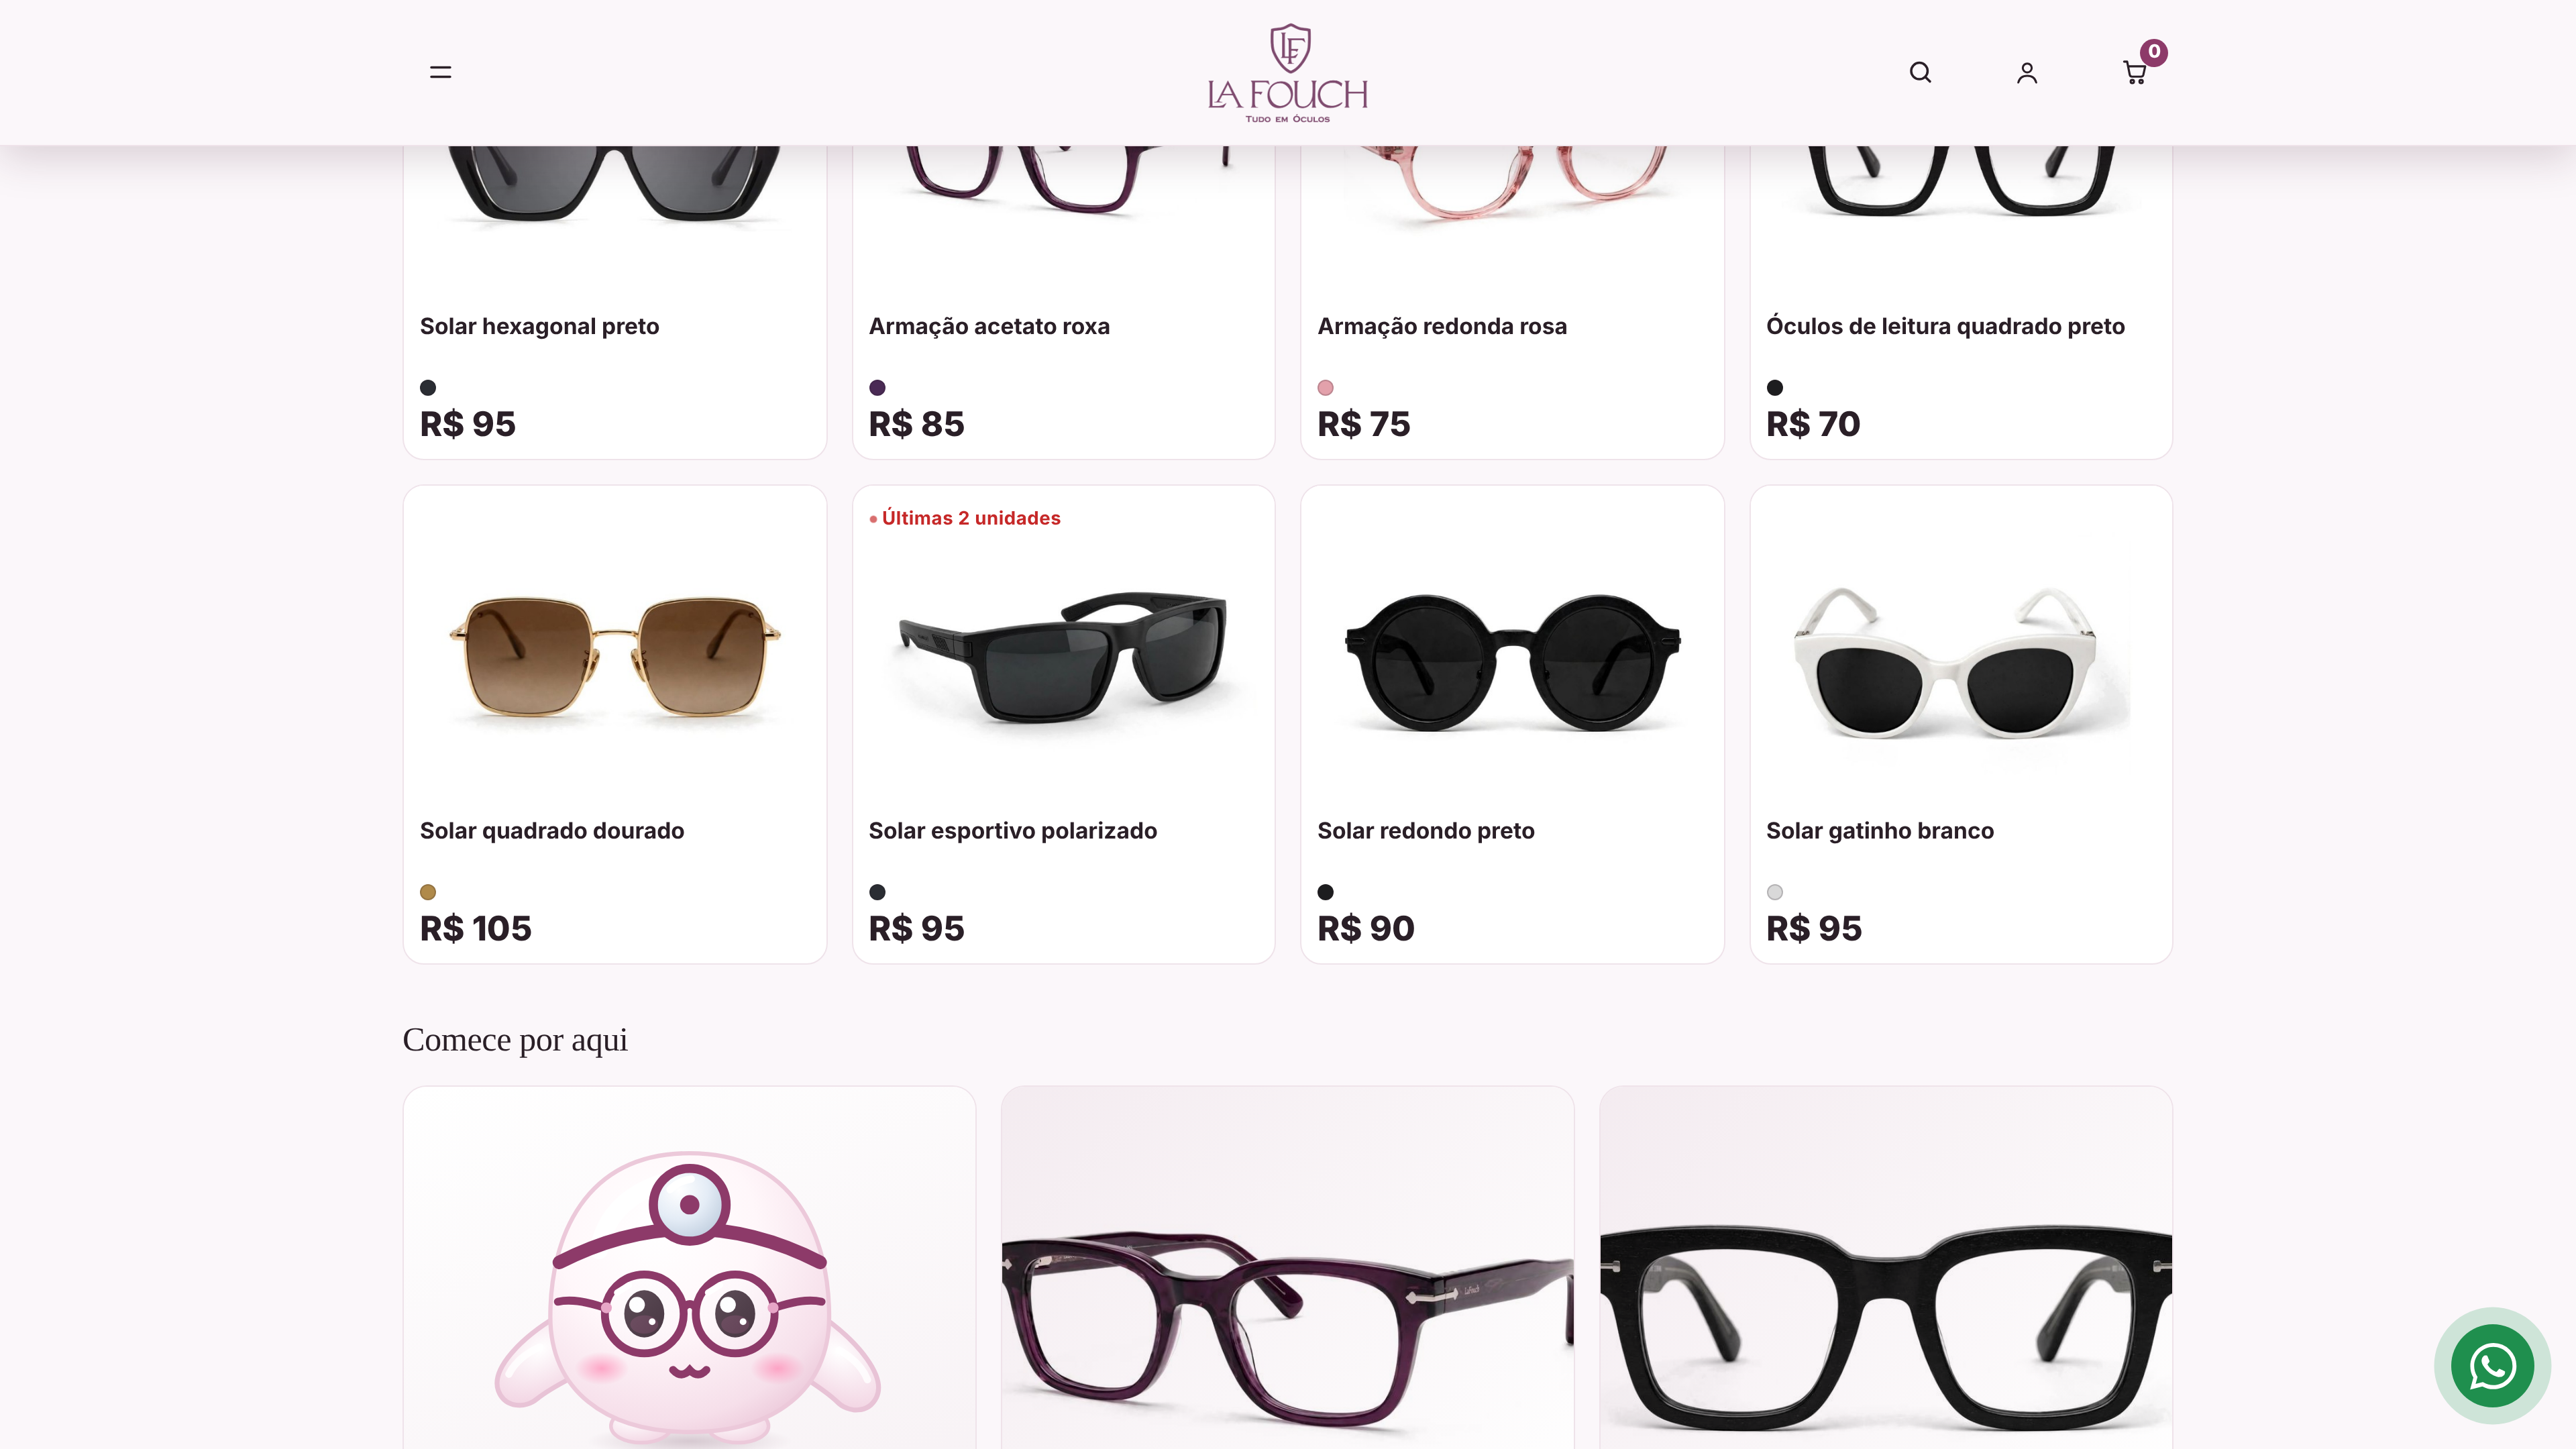 LF
LA FOUCH
TUDO EM ÓCULOS
0
Solar hexagonal preto
R$ 95
Armação acetato roxa
R$ 85
Armação redonda rosa
R$ 75
Óculos de leitura quadrado preto
R$ 70
Solar quadrado dourado
R$ 105
Últimas 2 unidades
Solar esportivo polarizado
R$ 95
Solar redondo preto
R$ 90
Solar gatinho branco
R$ 95
Comece por aqui
LaFouch